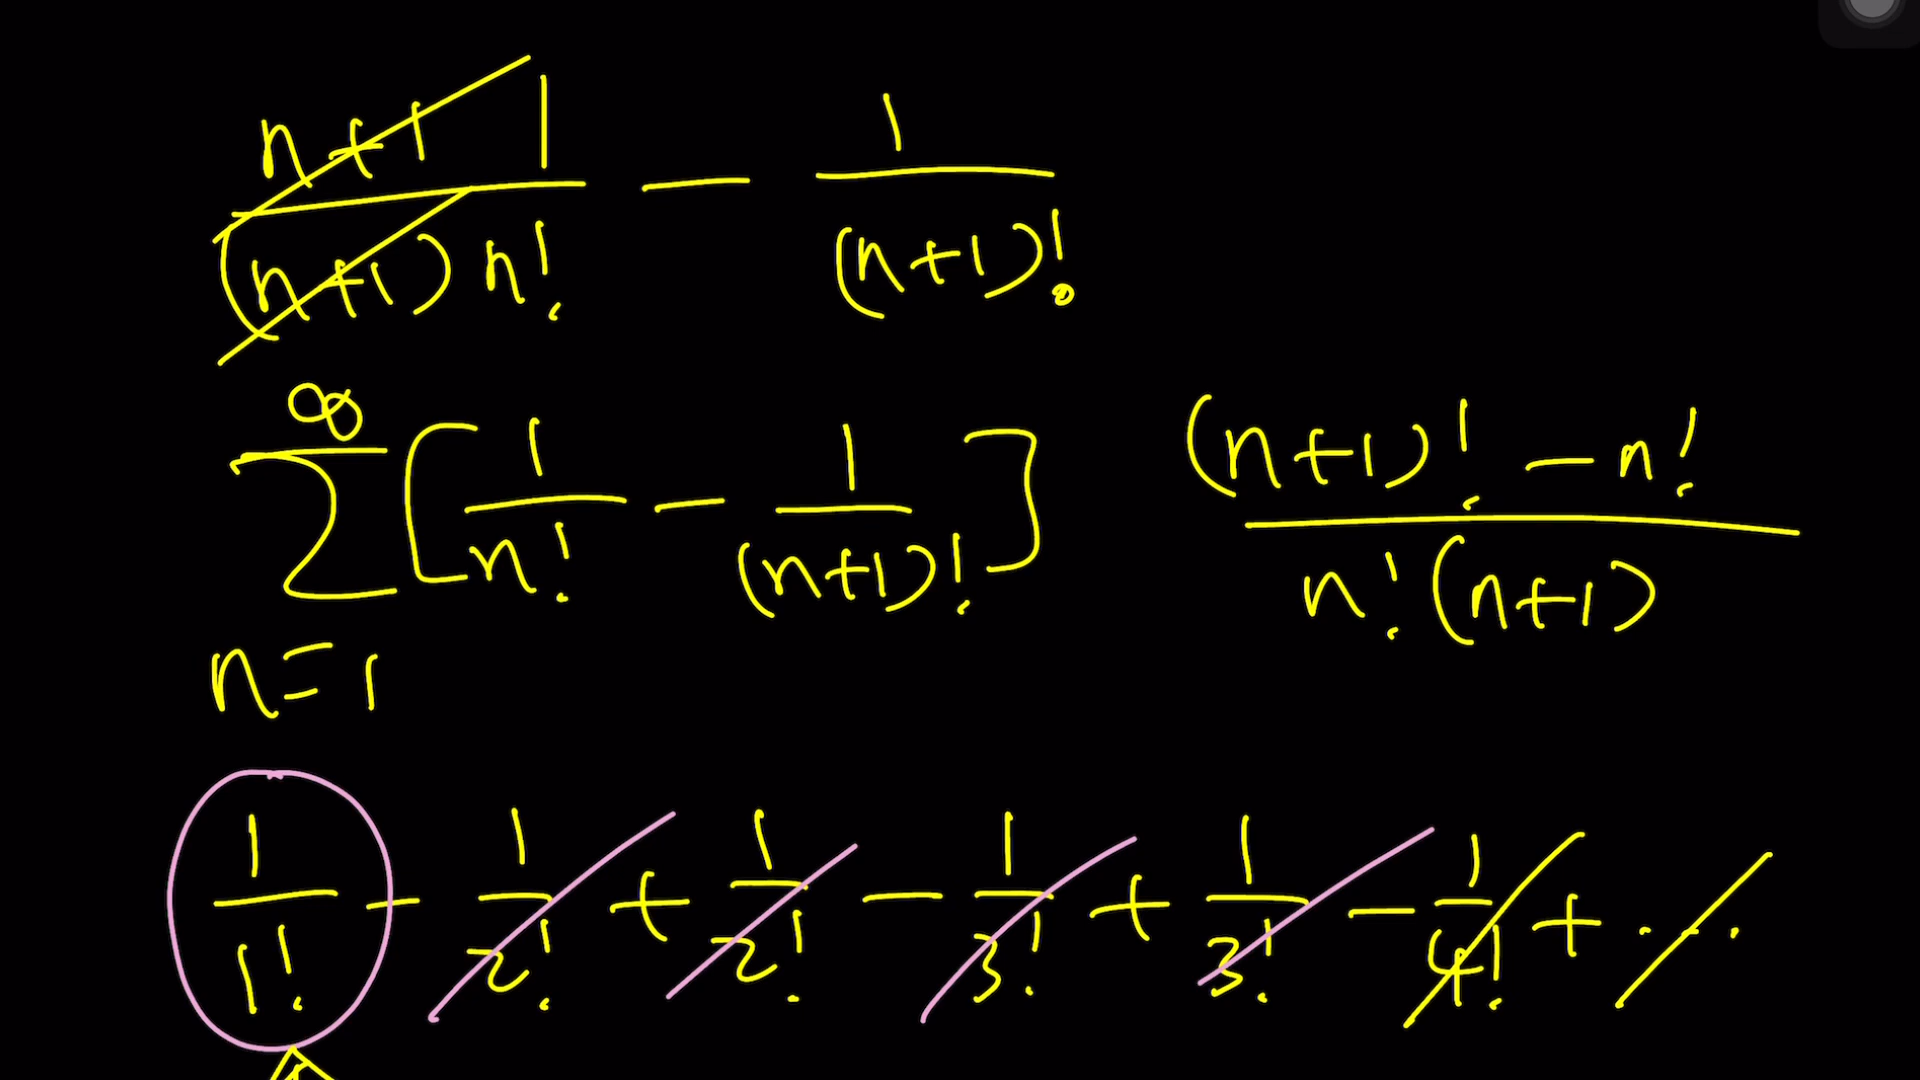 n+1 1 / (n+1) n! — 1 / (n+1)!
∞ Σ n=1 [ 1 / n! — 1 / (n+1)! ]
(n+1)! — n! / n! (n+1)
1 / 1! - 1 / 2! + 1 / 2! — 1 / 3! + 1 / 3! — 1 / 4! + ...